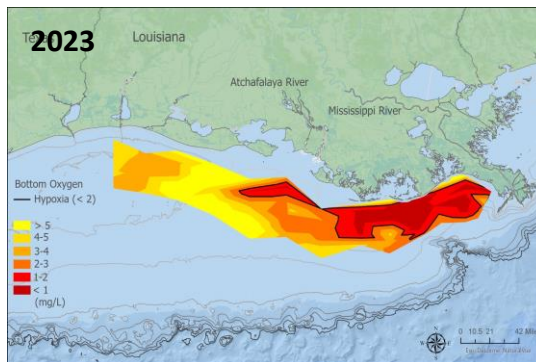 2023
Louisiana
Atchafalaya River
Mississippi River
Bottom Oxygen
Hypoxia (< 2)
> 5
4-5
3-4
2-3
1-2
< 1
(mg/L)
0 10.5 21 42
N
W E
S